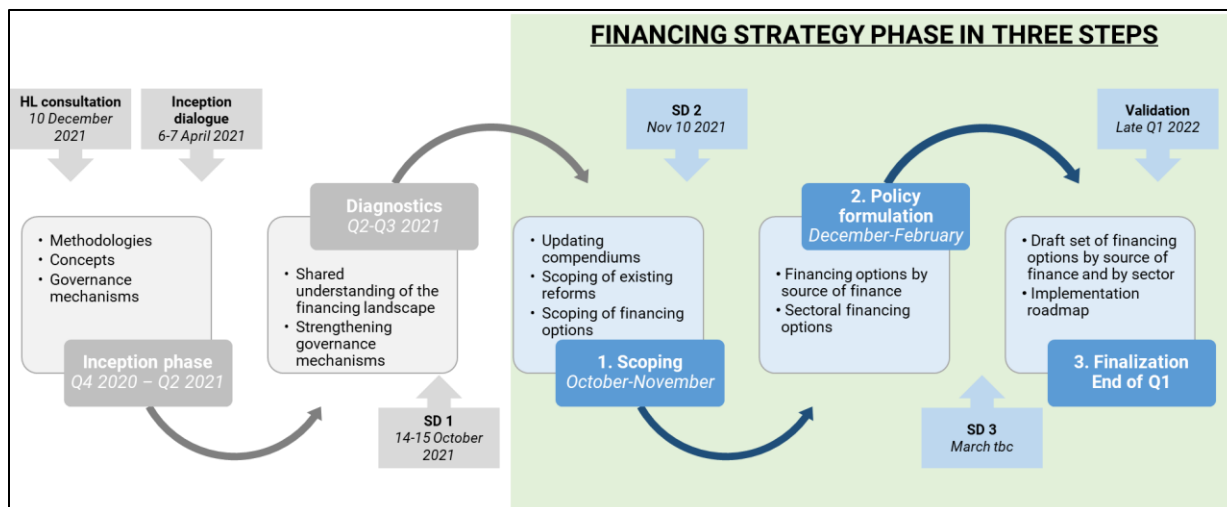 FINANCING STRATEGY PHASE IN THREE STEPS
HL consultation
10 December
2021
Inception
dialogue
6-7 April 2021
• Methodologies
• Concepts
• Governance
mechanisms
Inception phase
Q4 2020 – Q2 2021
Diagnostics
Q2-Q3 2021
• Shared
understanding of the
financing landscape
• Strengthening
governance
mechanisms
SD 1
14-15 October
2021
SD 2
Nov 10 2021
• Updating
compendiums
• Scoping of existing
reforms
• Scoping of financing
options
1. Scoping
October-November
2. Policy
formulation
December-February
• Financing options by
source of finance
• Sectoral financing
options
SD 3
March tbc
Validation
Late Q1 2022
• Draft set of financing
options by source of
finance and by sector
• Implementation
roadmap
3. Finalization
End of Q1